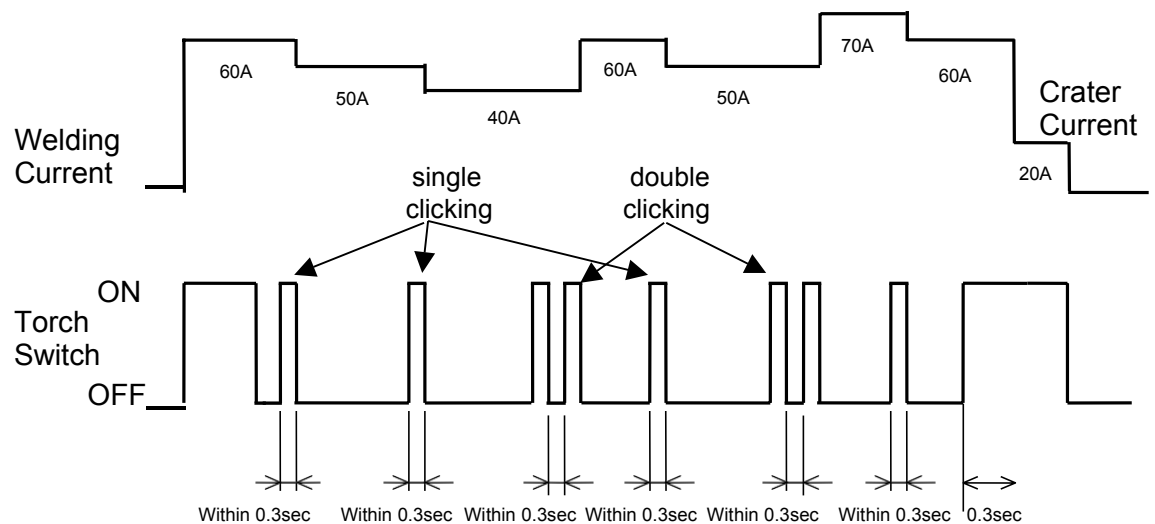 70A
60A
60A
60A
50A
50A
40A
Crater
Current
Welding
Current
20A
single
clicking
double
clicking
ON
Torch
Switch
OFF
Within 0.3sec Within 0.3sec Within 0.3sec Within 0.3sec Within 0.3sec Within 0.3sec 0.3sec